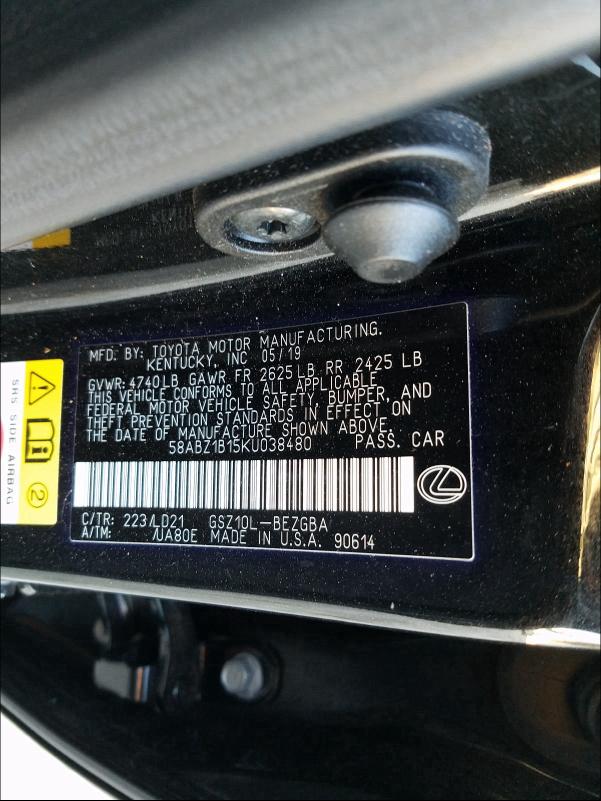 MFD. BY: TOYOTA MOTOR MANUFACTURING.
KENTUCKY, INC 05/19
GVWR: 4740 LB GAWR FR 2625 LB RR 2425 LB
THIS VEHICLE CONFORMS TO ALL APPLICABLE
FEDERAL MOTOR VEHICLE SAFETY, BUMPER, AND
THEFT PREVENTION STANDARDS IN EFFECT ON
THE DATE OF MANUFACTURE SHOWN ABOVE.
58ABZ1B15KU038480 PASS. CAR
C/TR: 223/LD21 GSZ10L-BEZGBA
A/TM: /UA80E MADE IN U.S.A. 90614
SRS SIDE AIRBAG
2